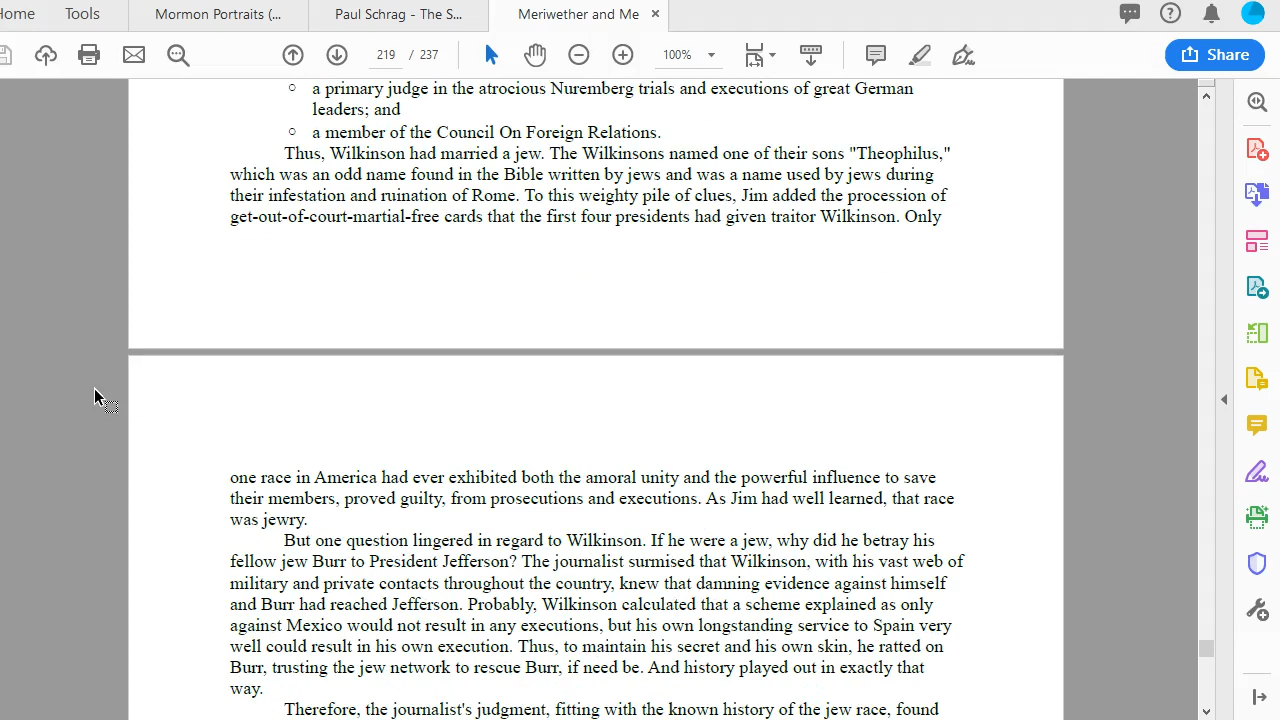 ome
Tools
Mormon Portraits (...
Paul Schrag - The S...
Meriwether and Me
219 / 237
100%
Share
a primary judge in the atrocious Nuremberg trials and executions of great German
leaders; and
a member of the Council On Foreign Relations.
Thus, Wilkinson had married a jew. The Wilkinsons named one of their sons "Theophilus,"
which was an odd name found in the Bible written by jews and was a name used by jews during
their infestation and ruination of Rome. To this weighty pile of clues, Jim added the procession of
get-out-of-court-martial-free cards that the first four presidents had given traitor Wilkinson. Only
one race in America had ever exhibited both the amoral unity and the powerful influence to save
their members, proved guilty, from prosecutions and executions. As Jim had well learned, that race
was jewry.
But one question lingered in regard to Wilkinson. If he were a jew, why did he betray his
fellow jew Burr to President Jefferson? The journalist surmised that Wilkinson, with his vast web of
military and private contacts throughout the country, knew that damning evidence against himself
and Burr had reached Jefferson. Probably, Wilkinson calculated that a scheme explained as only
against Mexico would not result in any executions, but his own longstanding service to Spain very
well could result in his own execution. Thus, to maintain his secret and his own skin, he ratted on
Burr, trusting the jew network to rescue Burr, if need be. And history played out in exactly that
way.
Therefore, the journalist's judgment, fitting with the known history of the jew race, found